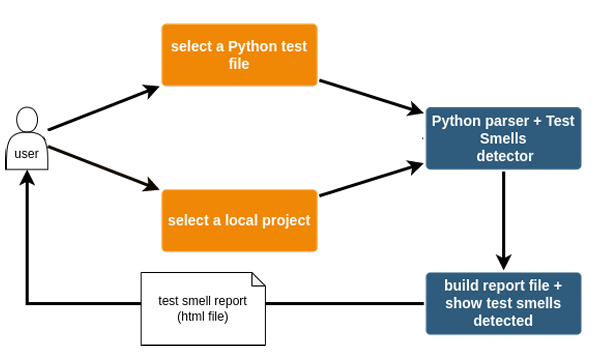 select a Python test
file
user
Python parser + Test
Smells
detector
select a local project
test smell report
(html file)
build report file +
show test smells
detected